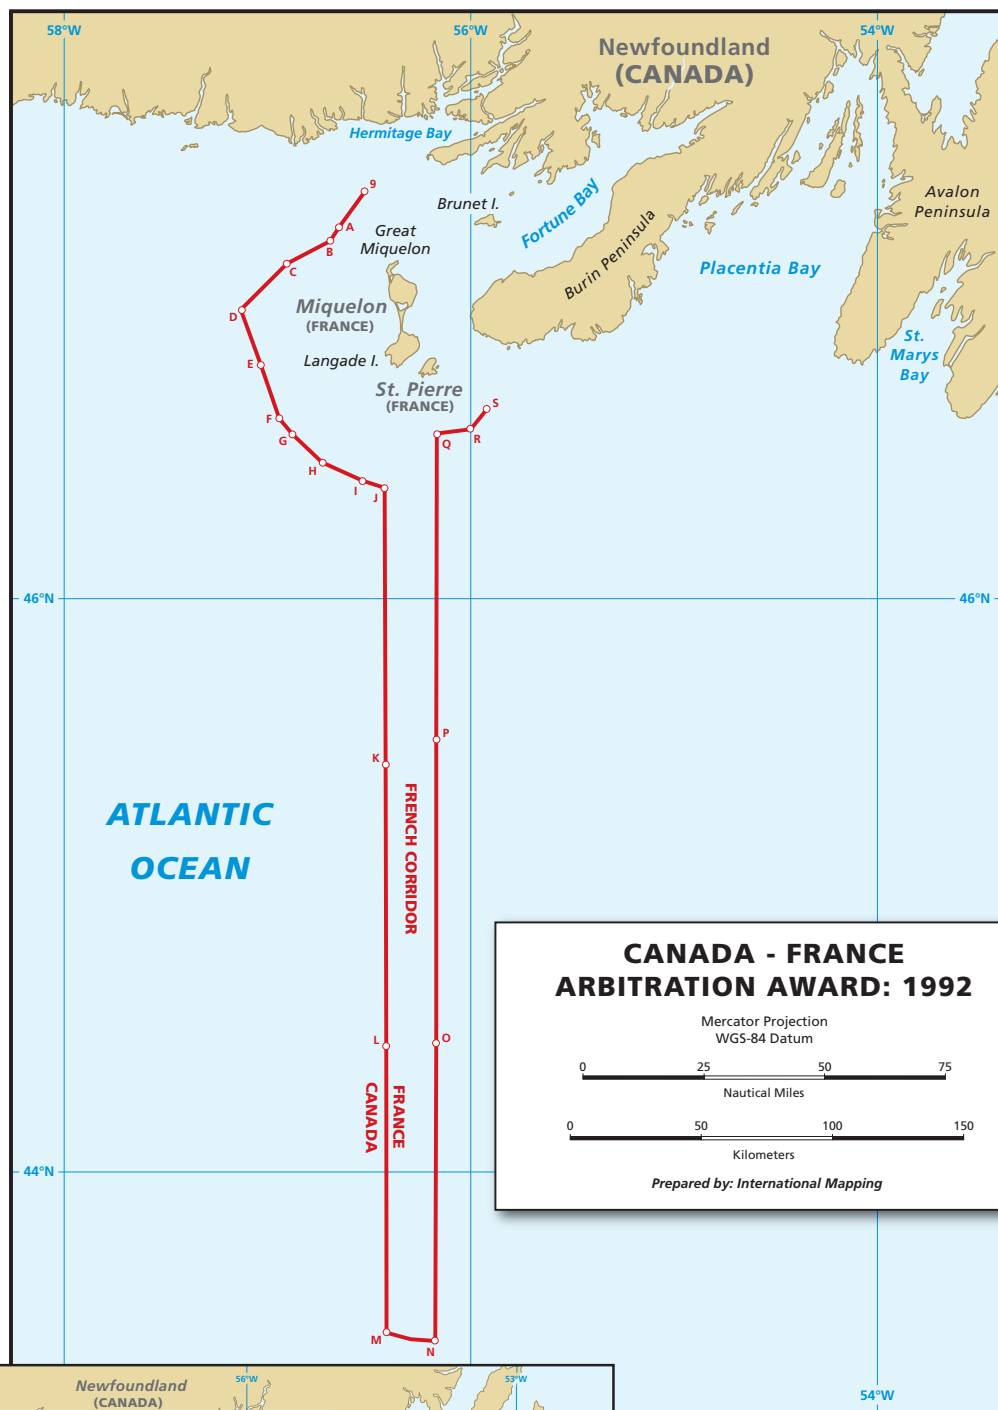 58°W
56°W
54°W
Newfoundland
(CANADA)
Hermitage Bay
9
Brunet I.
Fortune Bay
Avalon
Peninsula
A
Great
Miquelon
B
Burin Peninsula
C
Placentia Bay
Miquelon
(FRANCE)
D
St.
Marys
Bay
E
Langade I.
St. Pierre
(FRANCE)
S
F
G
Q
R
H
I
J
46°N
46°N
P
K
FRENCH CORRIDOR
ATLANTIC
OCEAN
CANADA - FRANCE
ARBITRATION AWARD: 1992
Mercator Projection
WGS-84 Datum
L
O
0 25 50 75
Nautical Miles
CANADA
FRANCE
0 50 100 150
Kilometers
44°N
Prepared by: International Mapping
M
N
56°W
53°W
Newfoundland
(CANADA)
54°W